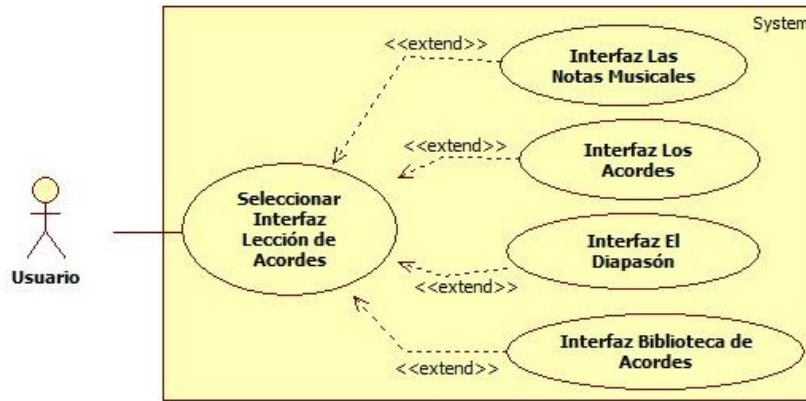 System
<<extend>>
Interfaz Las
Notas Musicales
<<extend>>
Interfaz Los
Acordes
Seleccionar
Interfaz
Lección de
Acordes
Usuario
Interfaz El
Diapasón
<<extend>>
Interfaz Biblioteca de
Acordes
<<extend>>